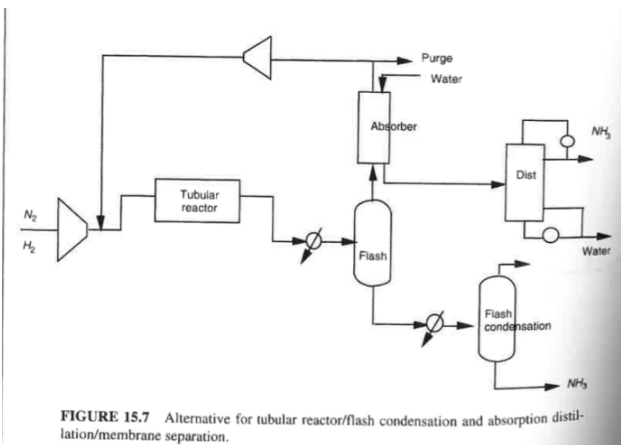 Purge
Water
Absorber
NH3
Dist
Tubular
reactor
N2
H2
Flash
Water
Flash
condensation
NH3
FIGURE 15.7 Alternative for tubular reactor/flash condensation and absorption distil-
lation/membrane separation.